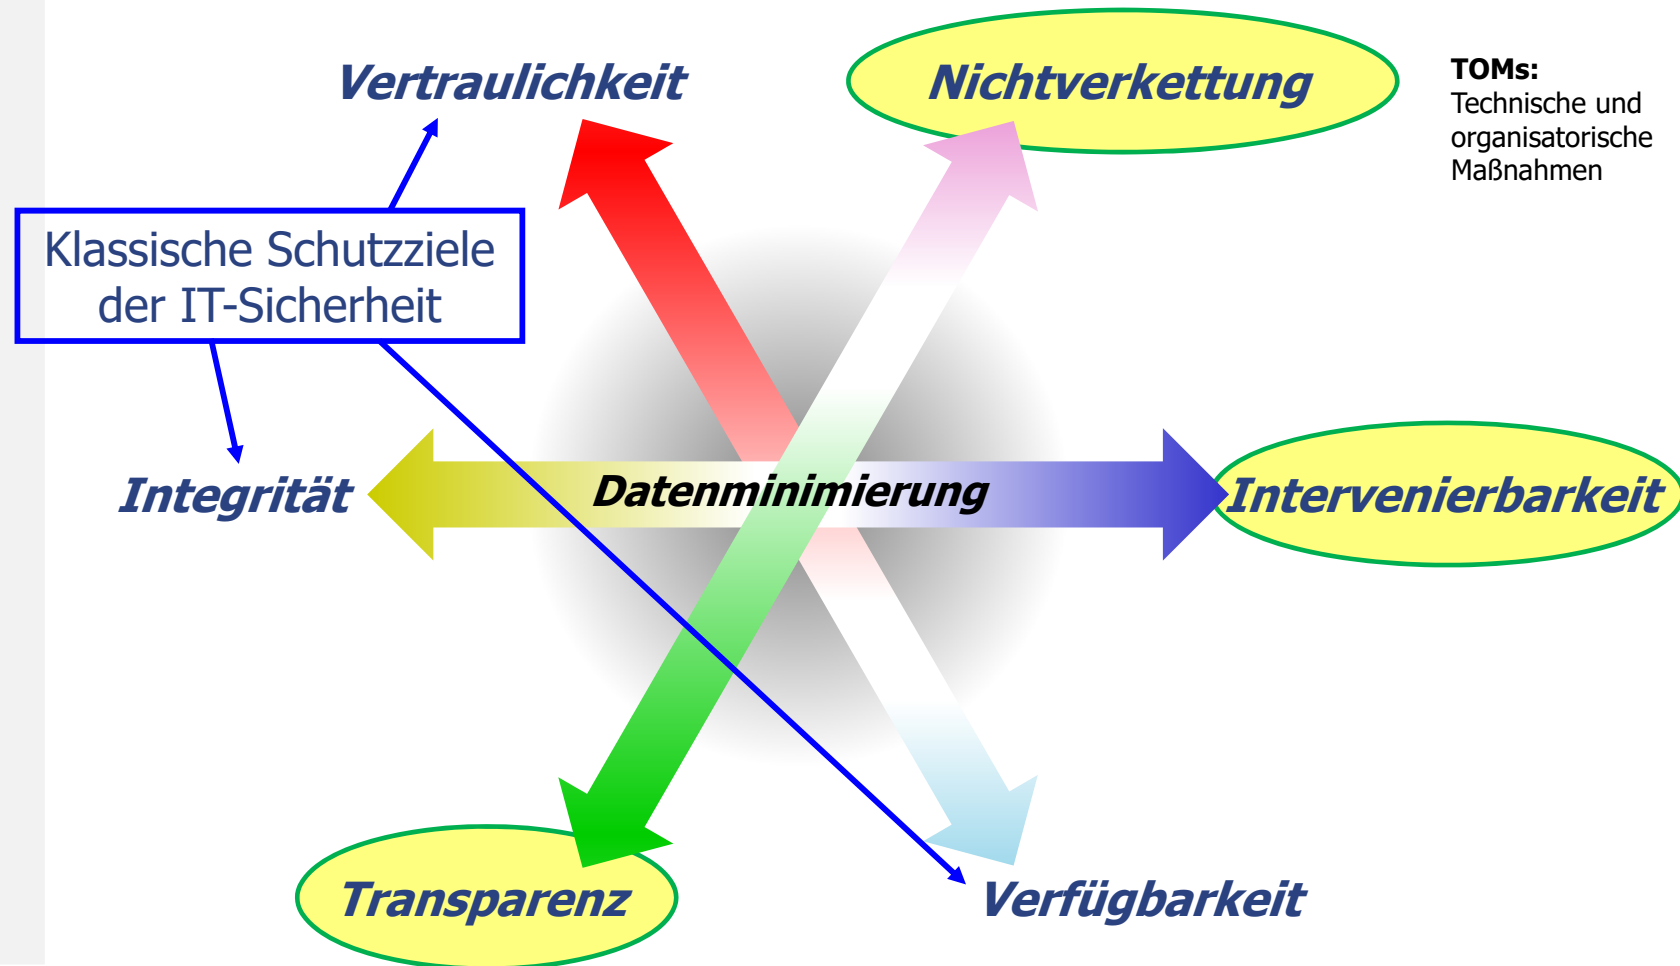 Vertraulichkeit
Nichtverkettung
TOMs:
Technische und
organisatorische
Maßnahmen
Klassische Schutzziele
der IT-Sicherheit
Integrität
Datenminimierung
Intervenierbarkeit
Transparenz
Verfügbarkeit